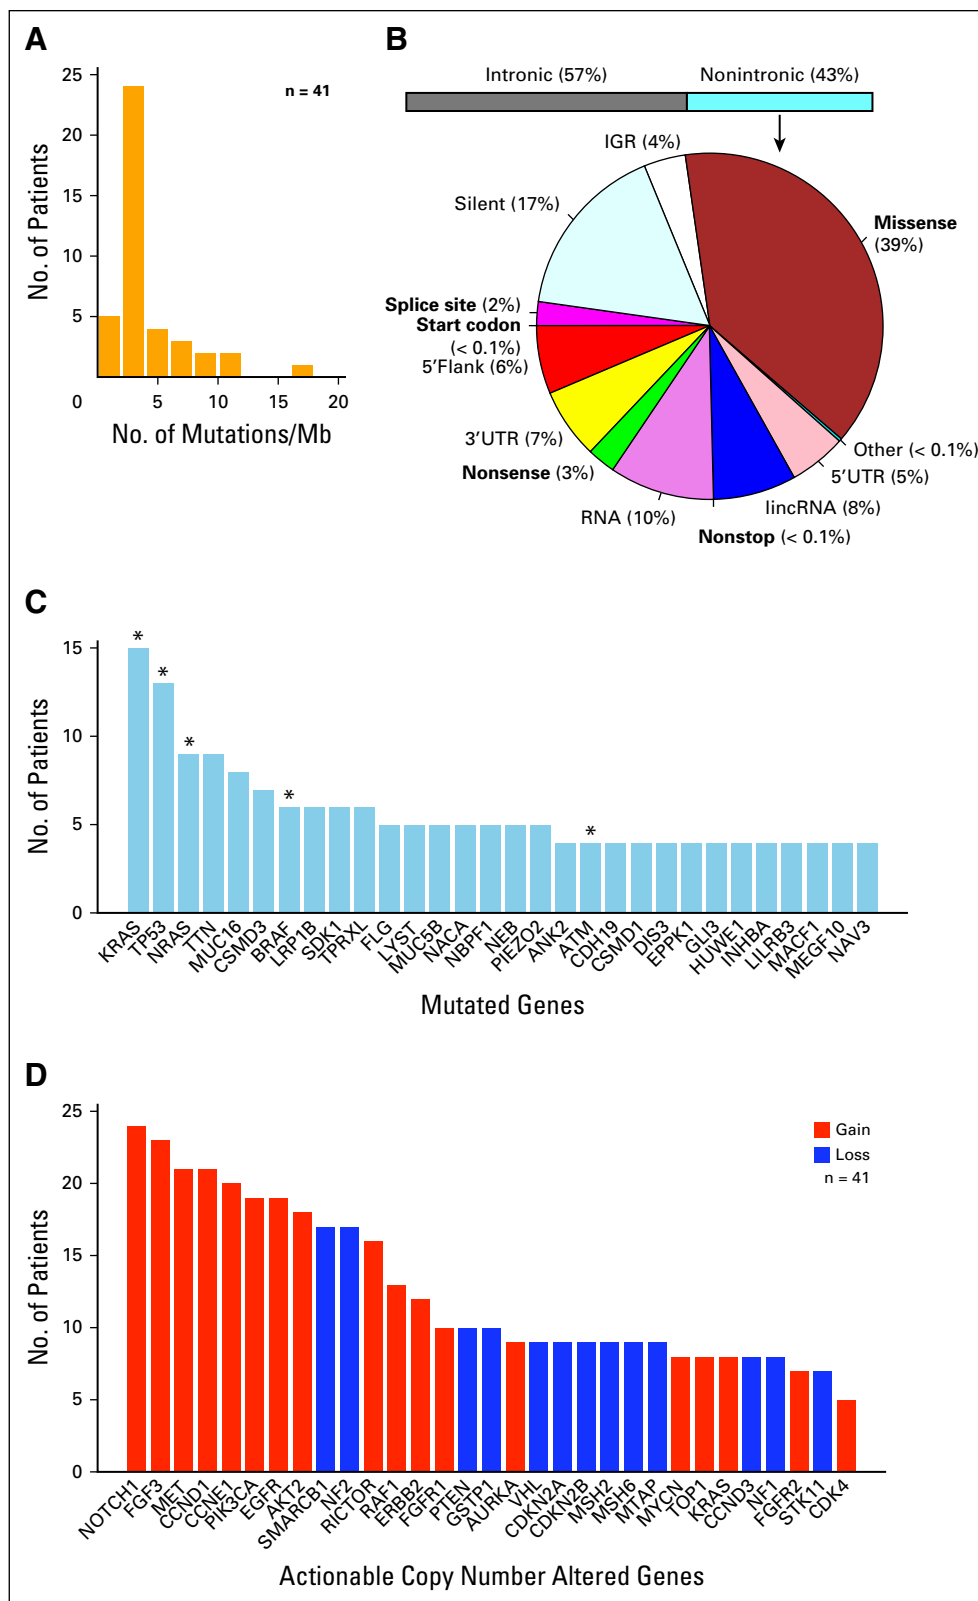 A
25
20
15
10
5
0
5
10
15
20
n = 41
No. of Patients
No. of Mutations/Mb
B
Intronic (57%)
Nonintronic (43%)
IGR (4%)
Silent (17%)
Missense
(39%)
Splice site (2%)
Start codon
(< 0.1%)
5′Flank (6%)
3′UTR (7%)
Nonsense (3%)
RNA (10%)
Nonstop (< 0.1%)
lincRNA (8%)
5′UTR (5%)
Other (< 0.1%)
C
15
10
5
0
No. of Patients
*
*
*
*
*
KRAS
TP53
NRAS
TTN
MUC16
CSMD3
BRAF
LRP1B
SDK1
TPRXL
FLG
LYST
MUC5B
NACA
NBPF1
NEB
PIEZO2
ANK2
ATM
CDH19
CSMD1
DIS3
EPPK1
GLI3
HUWE1
INHBA
LILRB3
MACF1
MEGF10
NAV3
Mutated Genes
D
25
20
15
10
5
0
No. of Patients
Gain
Loss
n = 41
NOTCH1
FGF3
MET
CCND1
CCNE1
PIK3CA
EGFR
AKT2
SMARCB1
NF2
RICTOR
RAF1
ERBB2
FGFR1
PTEN
GSTP1
AURKA
VHL
CDKN2A
CDKN2B
MSH2
MSH6
MTAP
MYCN
TOP1
KRAS
CCND3
NF1
FGFR2
STK11
CDK4
Actionable Copy Number Altered Genes